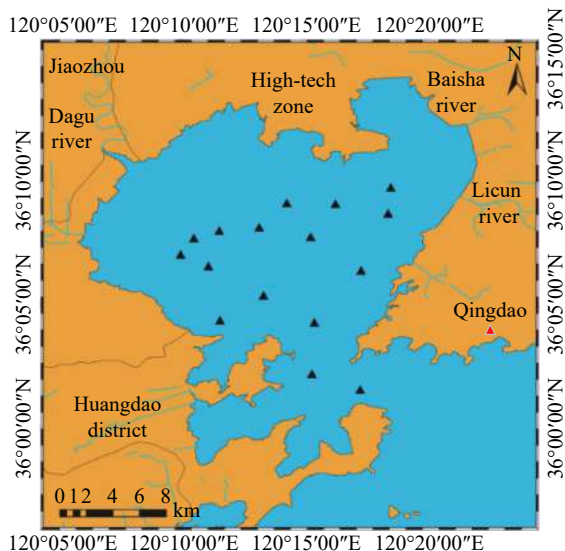 120°05′00″E 120°10′00″E 120°15′00″E 120°20′00″E
36°15′00″N
36°10′00″N
36°05′00″N
36°00′00″N
N
Jiaozhou
High-tech
zone
Baisha
river
Dagu
river
Licun
river
36°10′00″N
36°05′00″N
36°00′00″N
Qingdao
Huangdao
district
0 1 2 4 6 8
km
120°05′00″E 120°10′00″E 120°15′00″E 120°20′00″E